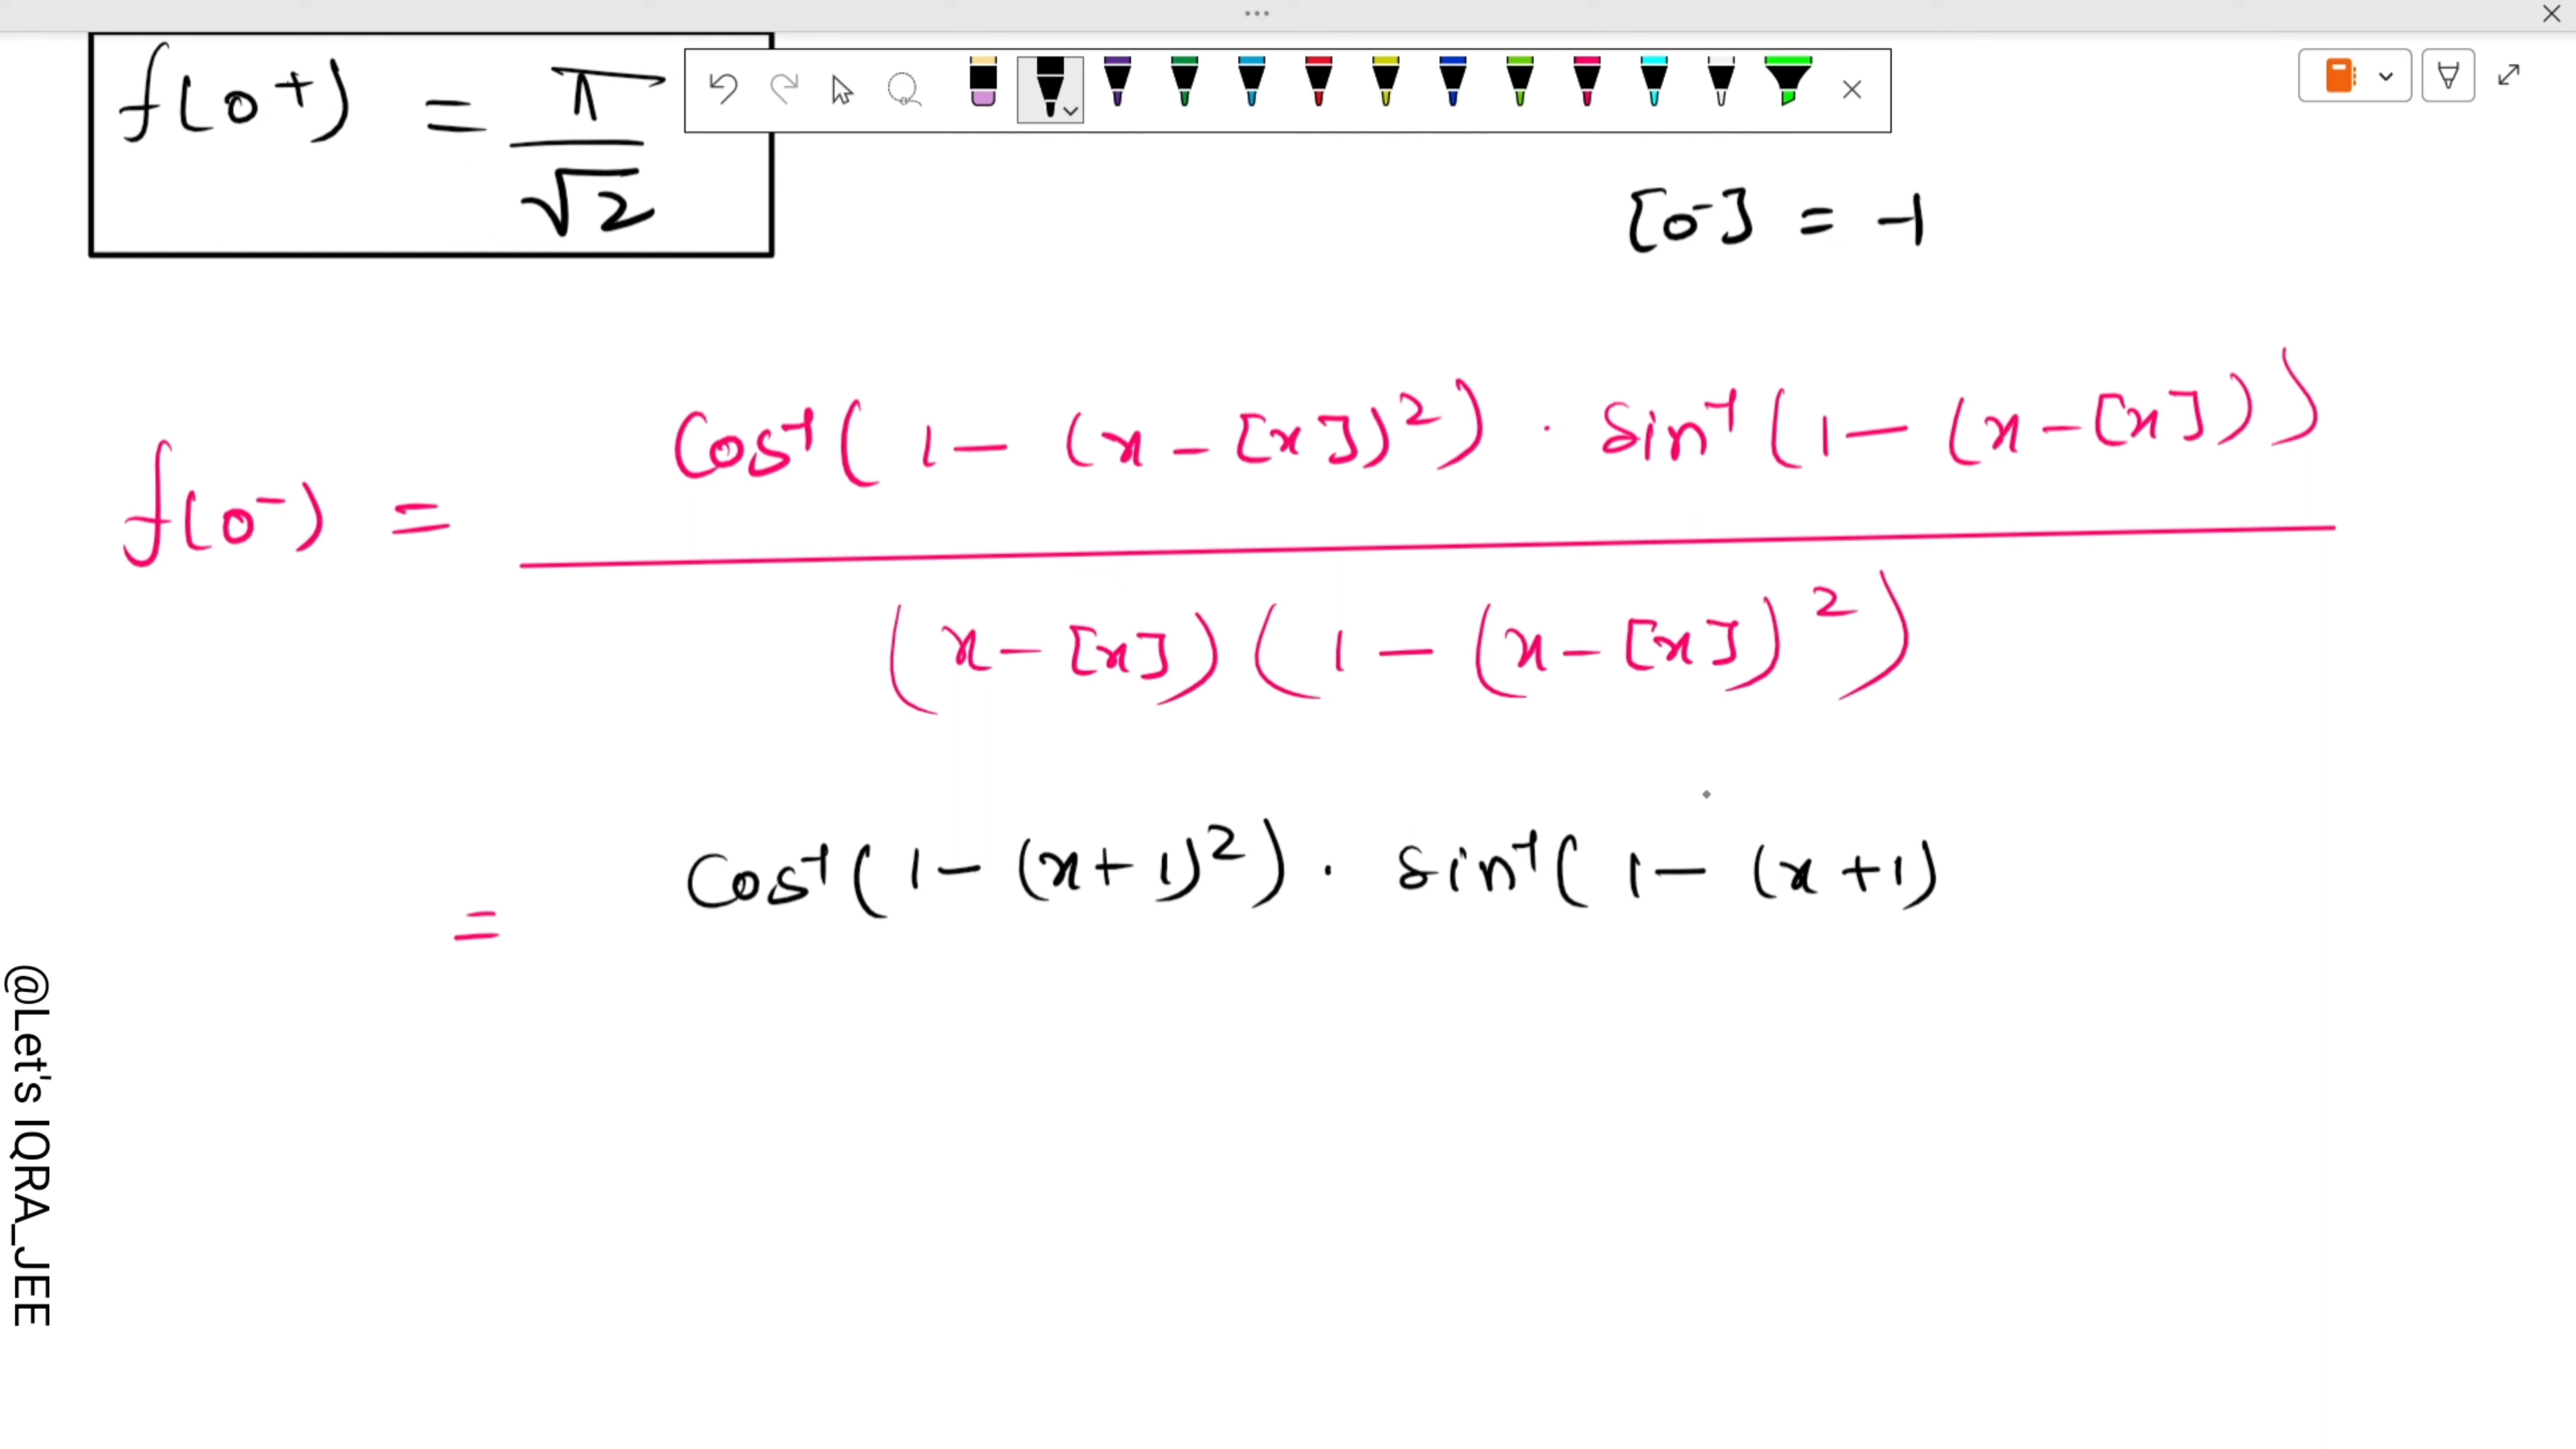 f(0+) = π/√2
[0⁻] = -1
f(0⁻) = Cos⁻¹(1 - (x - [x])²) · Sin⁻¹(1 - (x - [x]))
(x - [x])(1 - (x - [x])²)
= Cos⁻¹(1 - (x + 1)²) · Sin⁻¹(1 - (x + 1)
@Let's IQRA_JEE